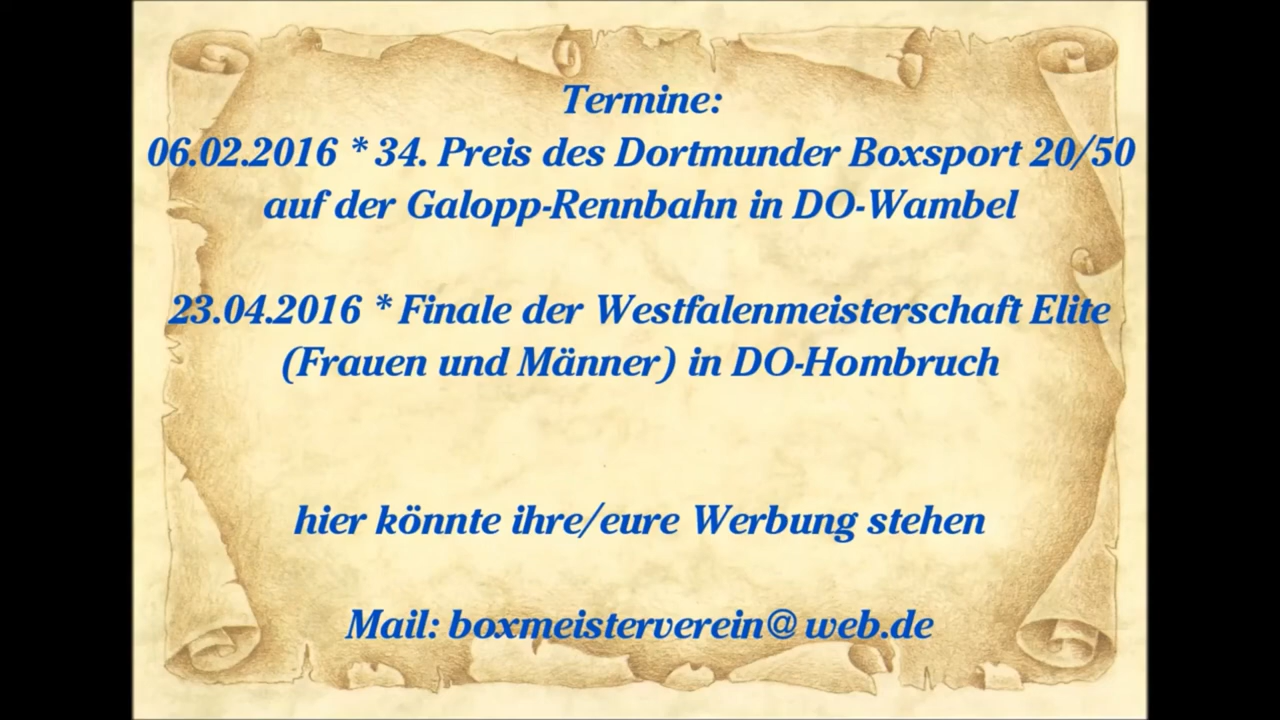 Termine:
06.02.2016 * 34. Preis des Dortmunder Boxsport 20/50
auf der Galopp-Rennbahn in DO-Wambel
23.04.2016 * Finale der Westfalenmeisterschaft Elite
(Frauen und Männer) in DO-Hombruch
hier könnte ihre/eure Werbung stehen
Mail: boxmeisterverein@web.de